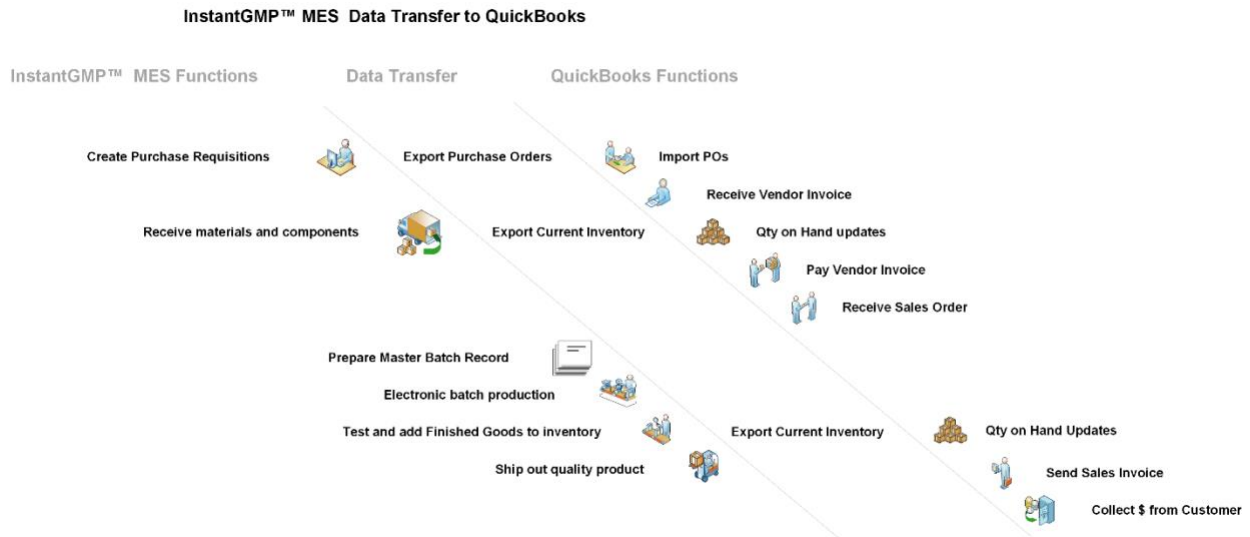 InstantGMP™ MES Data Transfer to QuickBooks
InstantGMP™ MES Functions
Data Transfer
QuickBooks Functions
Create Purchase Requisitions
Export Purchase Orders
Import POs
Receive Vendor Invoice
Receive materials and components
Export Current Inventory
Qty on Hand updates
Pay Vendor Invoice
Receive Sales Order
Prepare Master Batch Record
Electronic batch production
Test and add Finished Goods to inventory
Export Current Inventory
Qty on Hand Updates
Ship out quality product
Send Sales Invoice
Collect $ from Customer